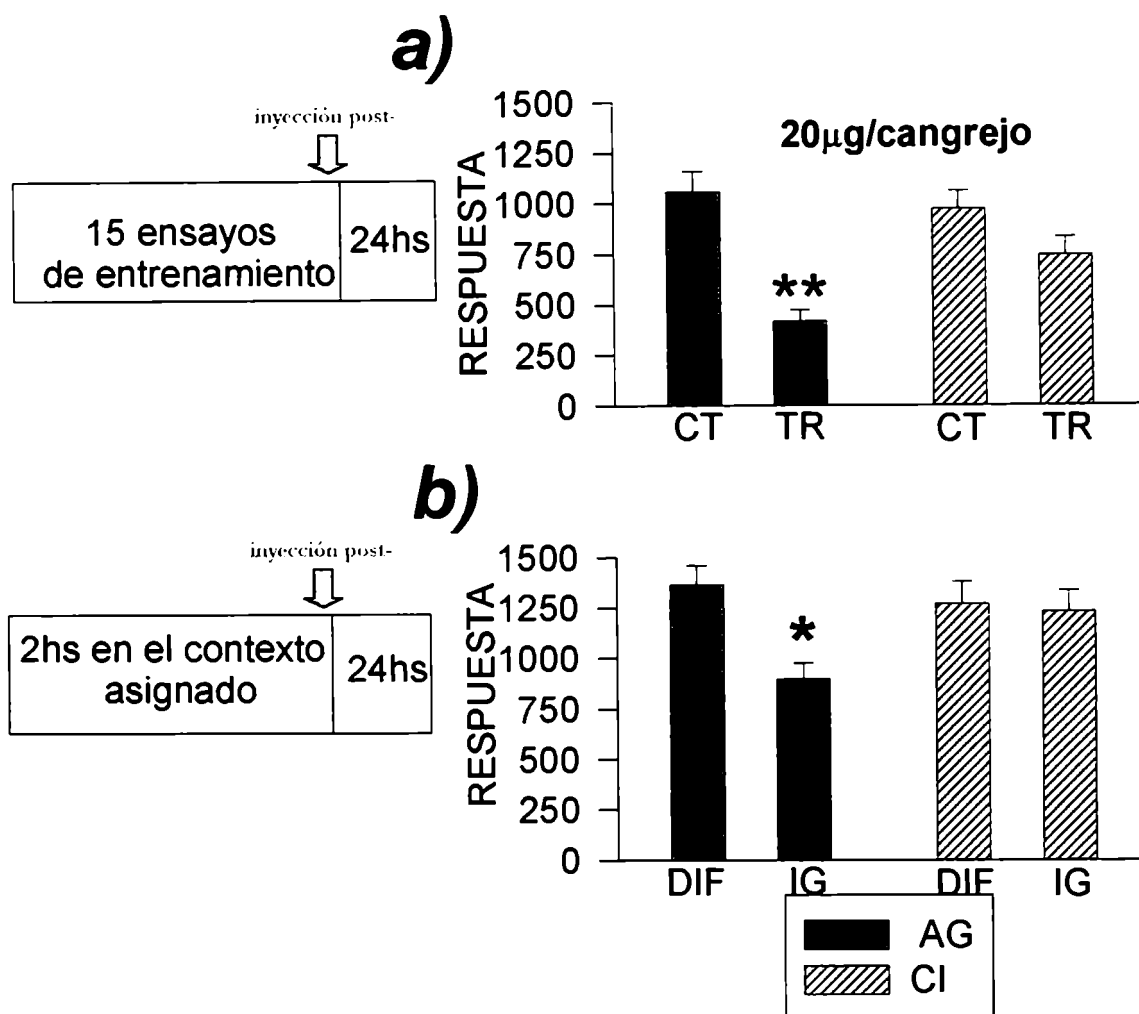 a)
inyección post-
15 ensayos
de entrenamiento
24hs
RESPUESTA
1500
1250
1000
750
500
250
0
20µg/cangrejo
**
CT
TR
CT
TR
b)
inyección post-
2hs en el contexto
asignado
24hs
RESPUESTA
1500
1250
1000
750
500
250
0
*
DIF
IG
DIF
IG
AG
CI